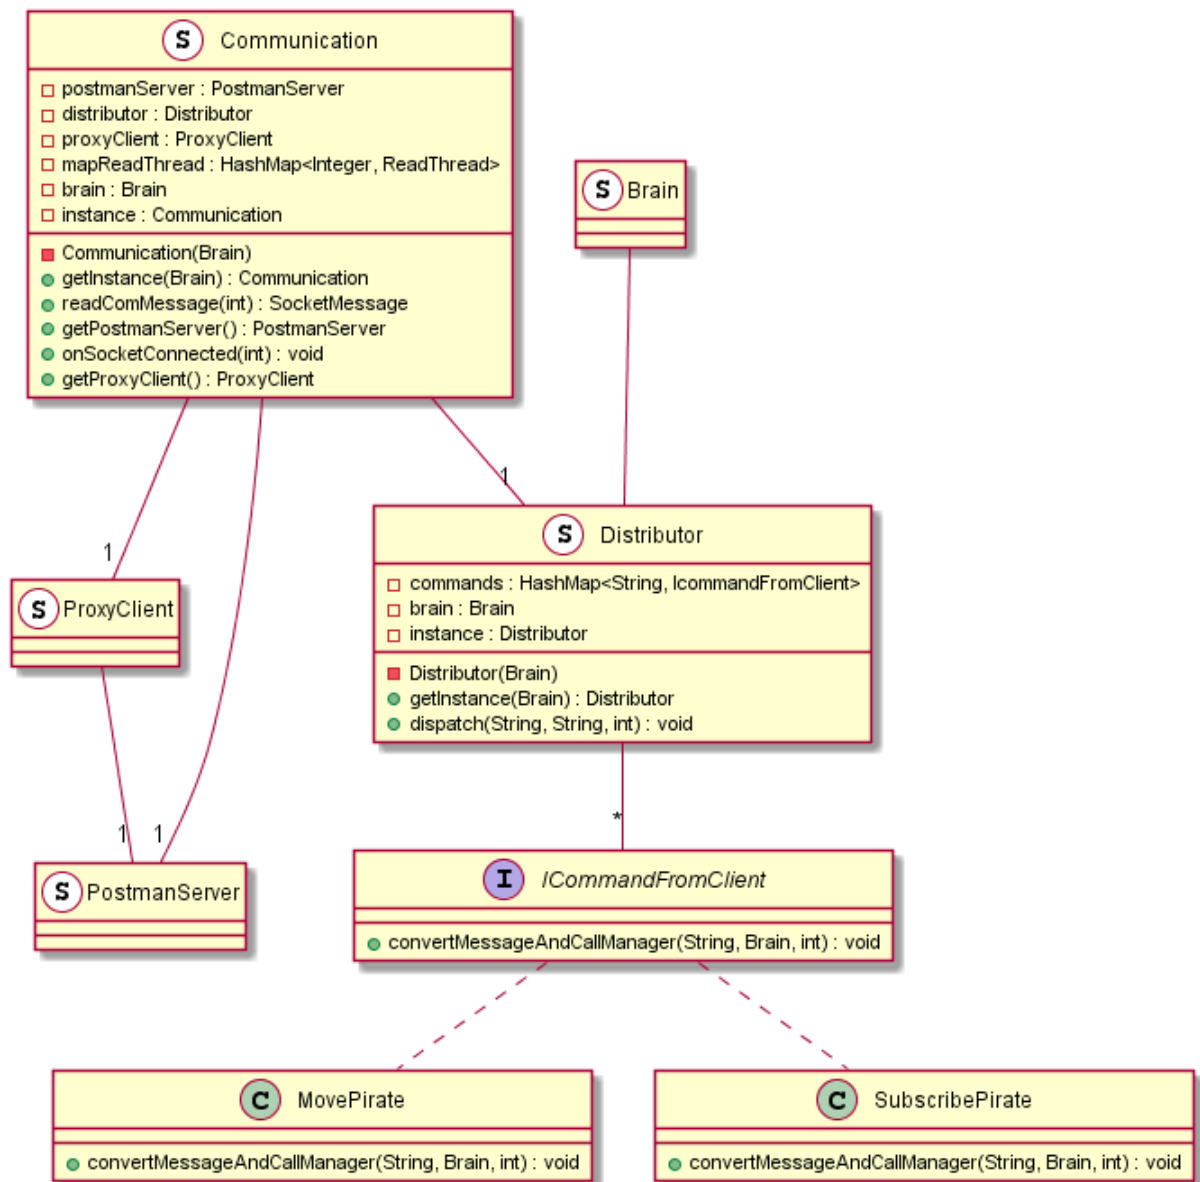 S Communication
postmanServer : PostmanServer
distributor : Distributor
proxyClient : ProxyClient
mapReadThread : HashMap<Integer, ReadThread>
brain : Brain
instance : Communication
Communication(Brain)
getInstance(Brain) : Communication
readComMessage(int) : SocketMessage
getPostmanServer() : PostmanServer
onSocketConnected(int) : void
getProxyClient() : ProxyClient
S Brain
1
1
S Distributor
commands : HashMap<String, IcommandFromClient>
brain : Brain
instance : Distributor
Distributor(Brain)
getInstance(Brain) : Distributor
dispatch(String, String, int) : void
S ProxyClient
*
1 1
S PostmanServer
I ICommandFromClient
convertMessageAndCallManager(String, Brain, int) : void
C MovePirate
convertMessageAndCallManager(String, Brain, int) : void
C SubscribePirate
convertMessageAndCallManager(String, Brain, int) : void